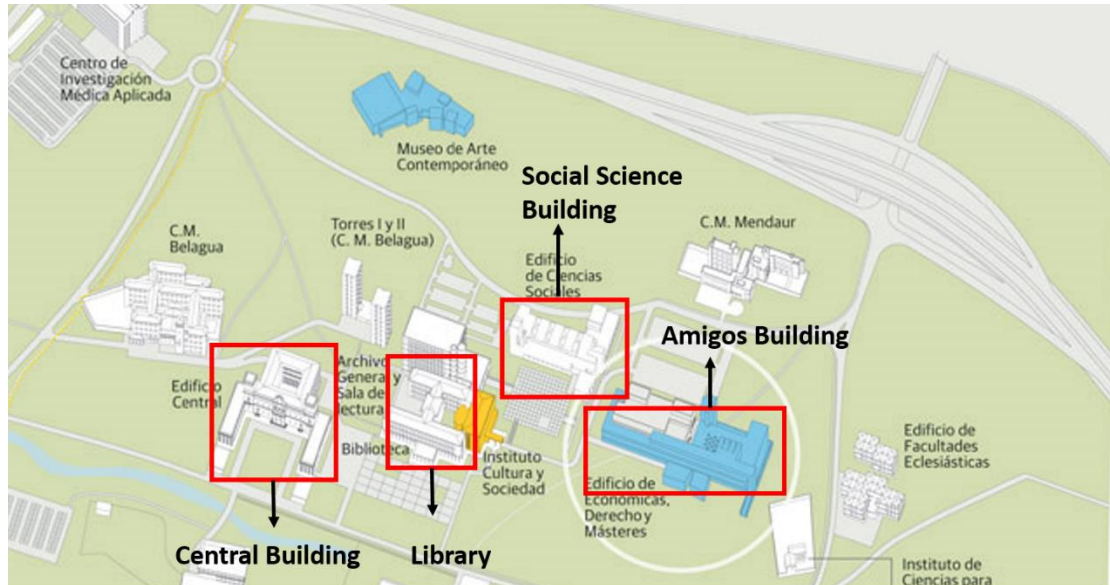 Centro de
Investigación
Médica Aplicada
Museo de Arte
Contemporáneo
Social Science
Building
C.M.
Belagua
Torres I y II
(C. M. Belagua)
C.M. Mendaur
Edificio
de Ciencias
Sociales
Amigos Building
Edificio
Central
Archivo
General y
Sala de
lectura
Biblioteca
Instituto
Cultura y
Sociedad
Edificio de
Económicas,
Derecho y
Másteres
Edificio de
Facultades
Eclesiásticas
Central Building
Library
Instituto de
Ciencias para